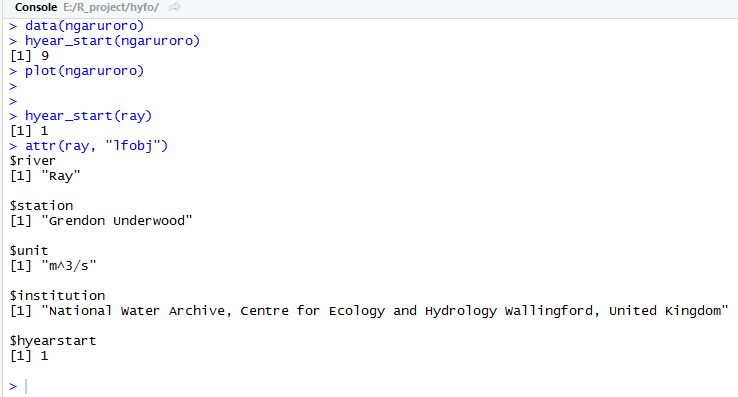 Console E:/R_project/hyfo/
> data(ngaruroro)
> hyear_start(ngaruroro)
[1] 9
> plot(ngaruroro)
>
>
> hyear_start(ray)
[1] 1
> attr(ray, "lfobj")
$river
[1] "Ray"
$station
[1] "Grendon Underwood"
$unit
[1] "m^3/s"
$institution
[1] "National Water Archive, Centre for Ecology and Hydrology Wallingford, United Kingdom"
$hyearstart
[1] 1
>